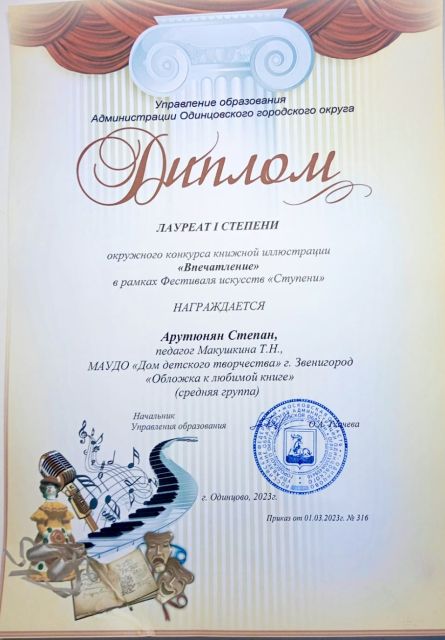 Управление образования
Администрации Одинцовского городского округа
Диплом
ЛАУРЕАТ I СТЕПЕНИ
окружного конкурса книжной иллюстрации
«Впечатление»
в рамках Фестиваля искусств «Ступени»
НАГРАЖДАЕТСЯ
Арутюнян Степан,
педагог Макушкина Т.Н.,
МАУДО «Дом детского творчества» г. Звенигород
«Обложка к любимой книге»
(средняя группа)
Начальник
Управления образования О.А. Ткачева
г. Одинцово, 2023г.
Приказ от 01.03.2023г. № 316